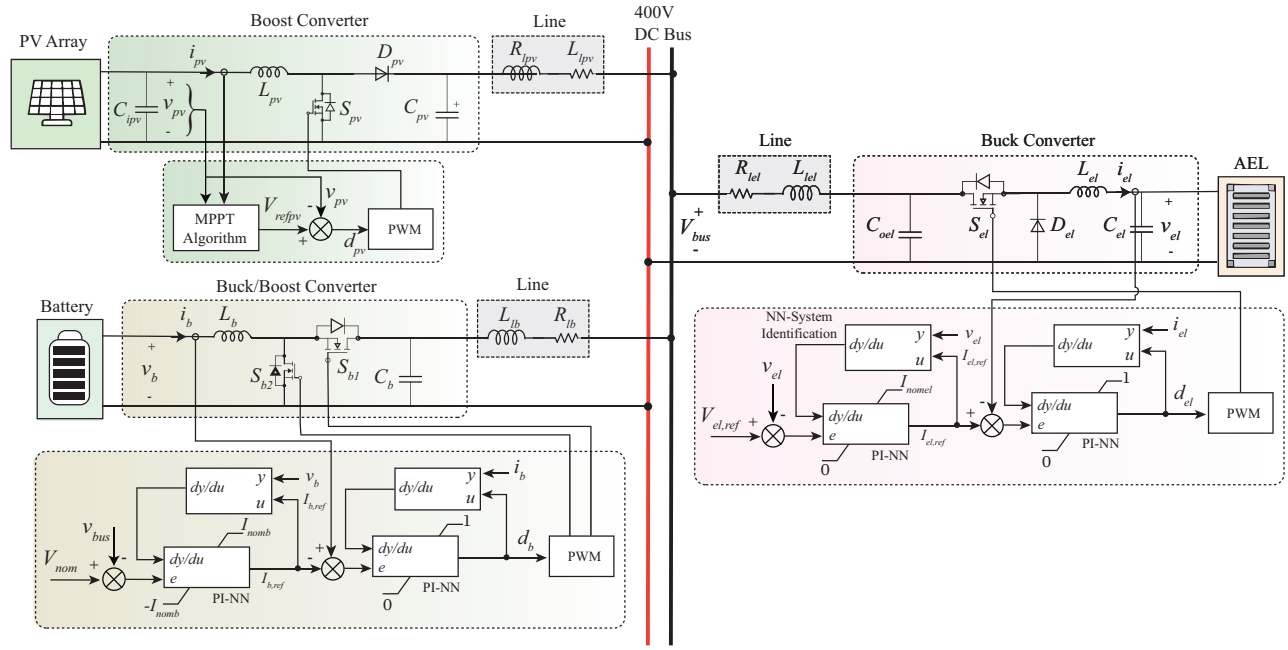 400V
DC Bus
Boost Converter
Line
PV Array
i_pv
D_pv
R_lpv
L_lpv
L_pv
C_ipv
+
v_pv
-
S_pv
C_pv
+
MPPT
Algorithm
V_refpv
+
-
v_pv
d_pv
PWM
Line
Buck Converter
AEL
R_lel
L_lel
L_el
i_el
+
V_bus
-
C_oel
S_el
D_el
C_el
+
v_el
-
Buck/Boost Converter
Line
Battery
i_b
L_b
L_lb
R_lb
+
v_b
-
S_b2
S_b1
C_b
NN-System
Identification
dy/du
y
u
v_el
I_el,ref
dy/du
y
u
i_el
v_el
I_nomel
1
V_el,ref
+
-
dy/du
e
I_el,ref
+
-
dy/du
e
d_el
PWM
0
PI-NN
0
PI-NN
dy/du
y
u
v_b
I_b,ref
dy/du
y
u
i_b
v_bus
I_nomb
1
V_nom
+
-
dy/du
e
I_b,ref
-
+
dy/du
e
d_b
PWM
-I_nomb
PI-NN
0
PI-NN